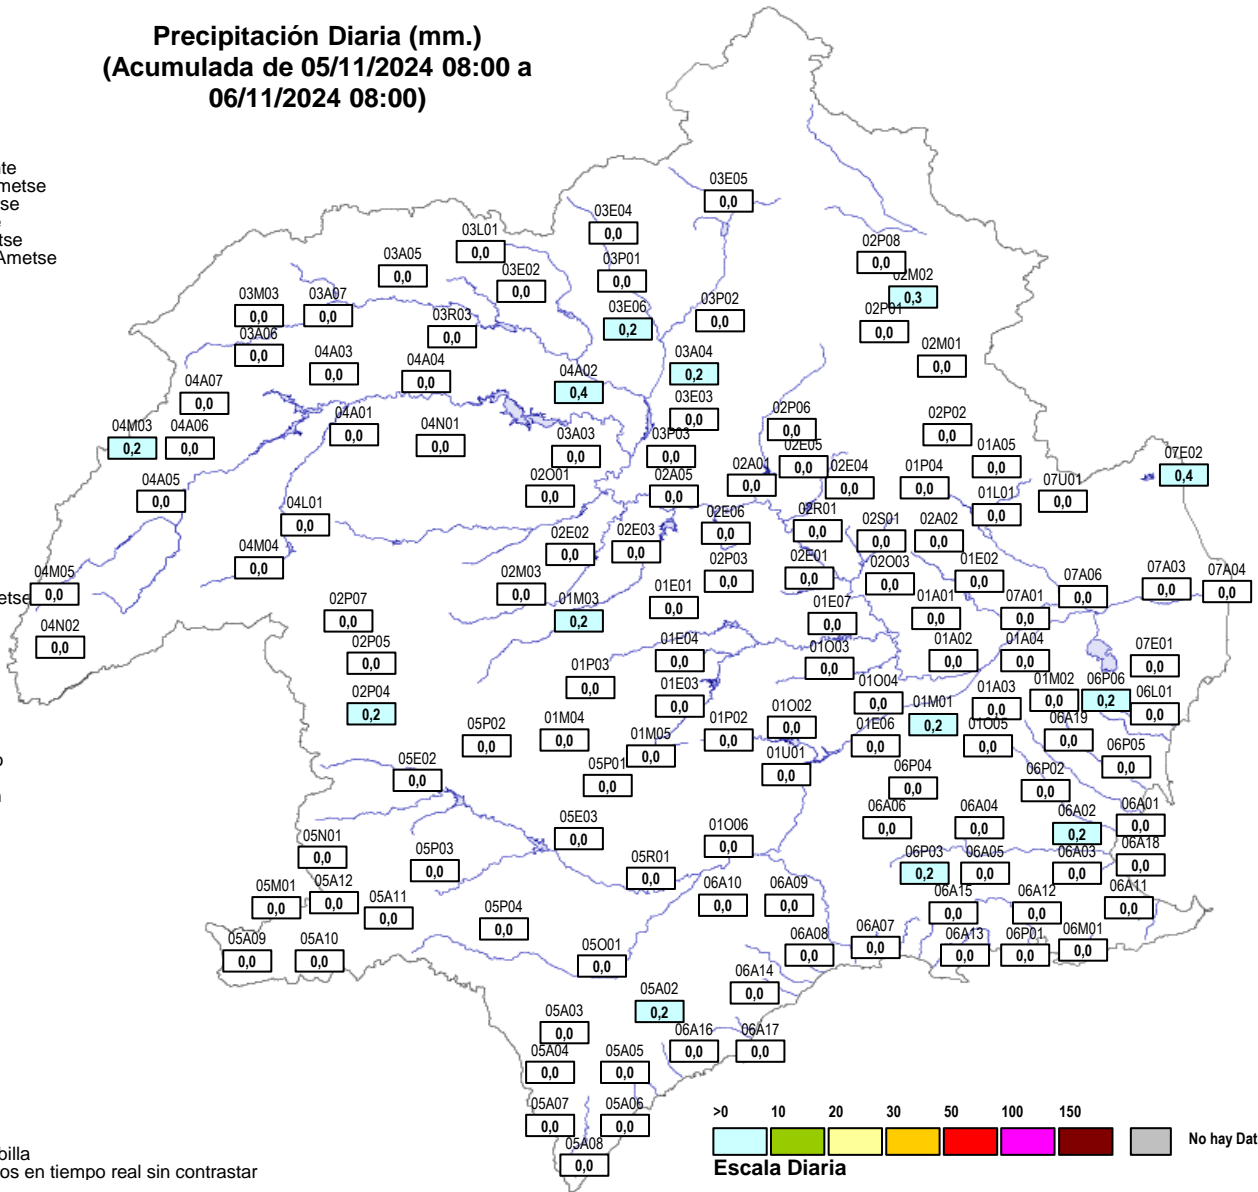 Precipitación Diaria (mm.)
(Acumulada de 05/11/2024 08:00 a
06/11/2024 08:00)
nte
metse
tse
e
tse
Ametse
03E05
0,0
03E04
0,0
03L01
0,0
03A05
0,0
03E02
0,0
03P01
0,0
02P08
0,0
02M02
0,3
03M03
0,0
03A07
0,0
03R03
0,0
03E06
0,2
03P02
0,0
02P01
0,0
03A06
0,0
04A03
0,0
04A04
0,0
04A02
0,4
03A04
0,2
02M01
0,0
04A07
0,0
03E03
0,0
04M03
0,2
04A06
0,0
04A01
0,0
04N01
0,0
03A03
0,0
03P03
0,0
02P06
0,0
02P02
0,0
02E05
0,0
01A05
0,0
07E02
0,4
04A05
0,0
02O01
0,0
02A05
0,0
02A01
0,0
02E04
0,0
01P04
0,0
07U01
0,0
04L01
0,0
01L01
0,0
02E06
0,0
02R01
0,0
02S01
0,0
02A02
0,0
02E02
0,0
02E03
0,0
04M04
0,0
02P03
0,0
02E01
0,0
02O03
0,0
01E02
0,0
04M05
0,0
etse
02M03
0,0
01M03
0,2
01E01
0,0
07A06
0,0
07A03
0,0
07A04
0,0
02P07
0,0
01E07
0,0
01A01
0,0
07A01
0,0
04N02
0,0
02P05
0,0
01E04
0,0
01O03
0,0
01A02
0,0
01A04
0,0
07E01
0,0
01P03
0,0
02P04
0,2
01E03
0,0
01O04
0,0
01M01
0,2
01A03
0,0
01M02
0,0
06P06
0,2
06L01
0,0
05P02
0,0
01M04
0,0
01M05
0,0
01P02
0,0
01O02
0,0
01E06
0,0
01O05
0,0
06A19
0,0
06P05
0,0
05E02
0,0
05P01
0,0
01U01
0,0
06P04
0,0
06P02
0,0
05E03
0,0
01O06
0,0
06A06
0,0
06A04
0,0
06A02
0,2
06A01
0,0
05N01
0,0
05P03
0,0
05R01
0,0
06P03
0,2
06A05
0,0
06A03
0,0
06A18
0,0
05M01
0,0
05A12
0,0
05A11
0,0
06A10
0,0
06A09
0,0
06A15
0,0
06A12
0,0
06A11
0,0
05P04
0,0
05A09
0,0
05A10
0,0
05O01
0,0
06A08
0,0
06A07
0,0
06A13
0,0
06P01
0,0
06M01
0,0
05A02
0,2
06A14
0,0
05A03
0,0
06A16
0,0
06A17
0,0
05A04
0,0
05A05
0,0
05A07
0,0
05A06
0,0
05A08
0,0
>0 10 20 30 50 100 150
No hay Dat
Escala Diaria
billa
os en tiempo real sin contrastar